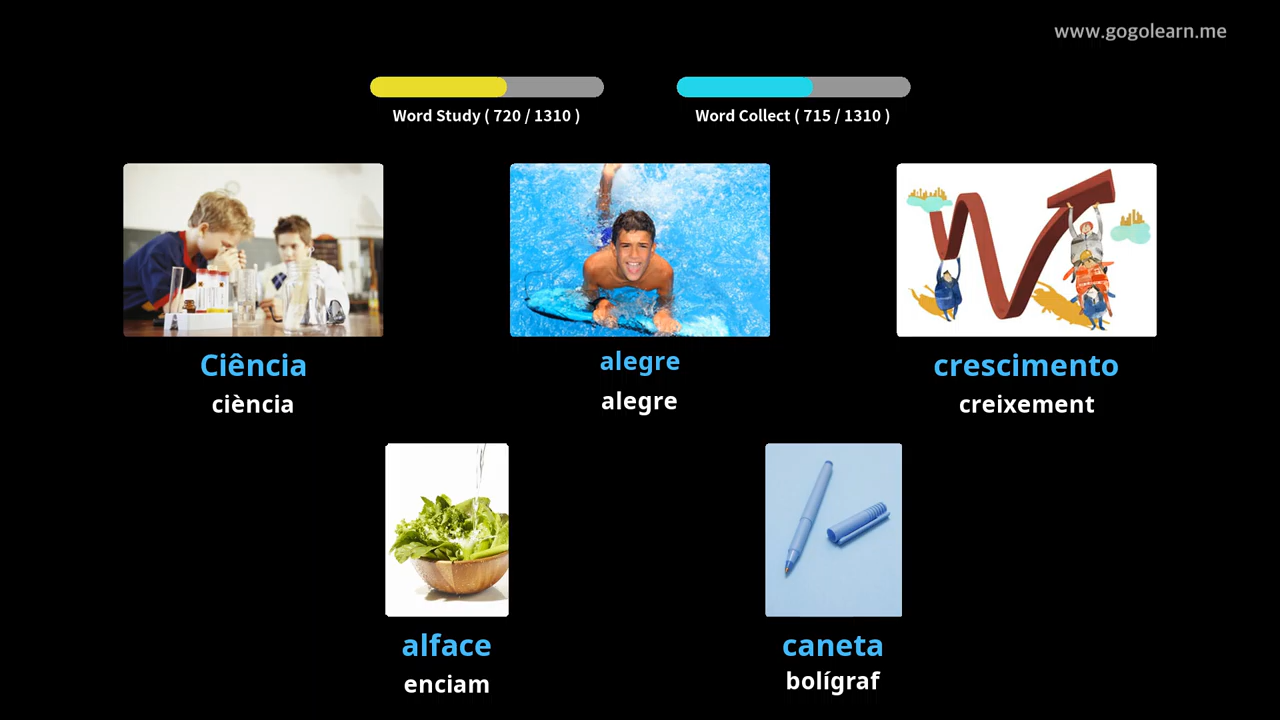 www.gogolearn.me
Word Study ( 720 / 1310 )
Word Collect ( 715 / 1310 )
Ciência
ciència
alegre
alegre
crescimento
creixement
alface
enciam
caneta
bolígraf